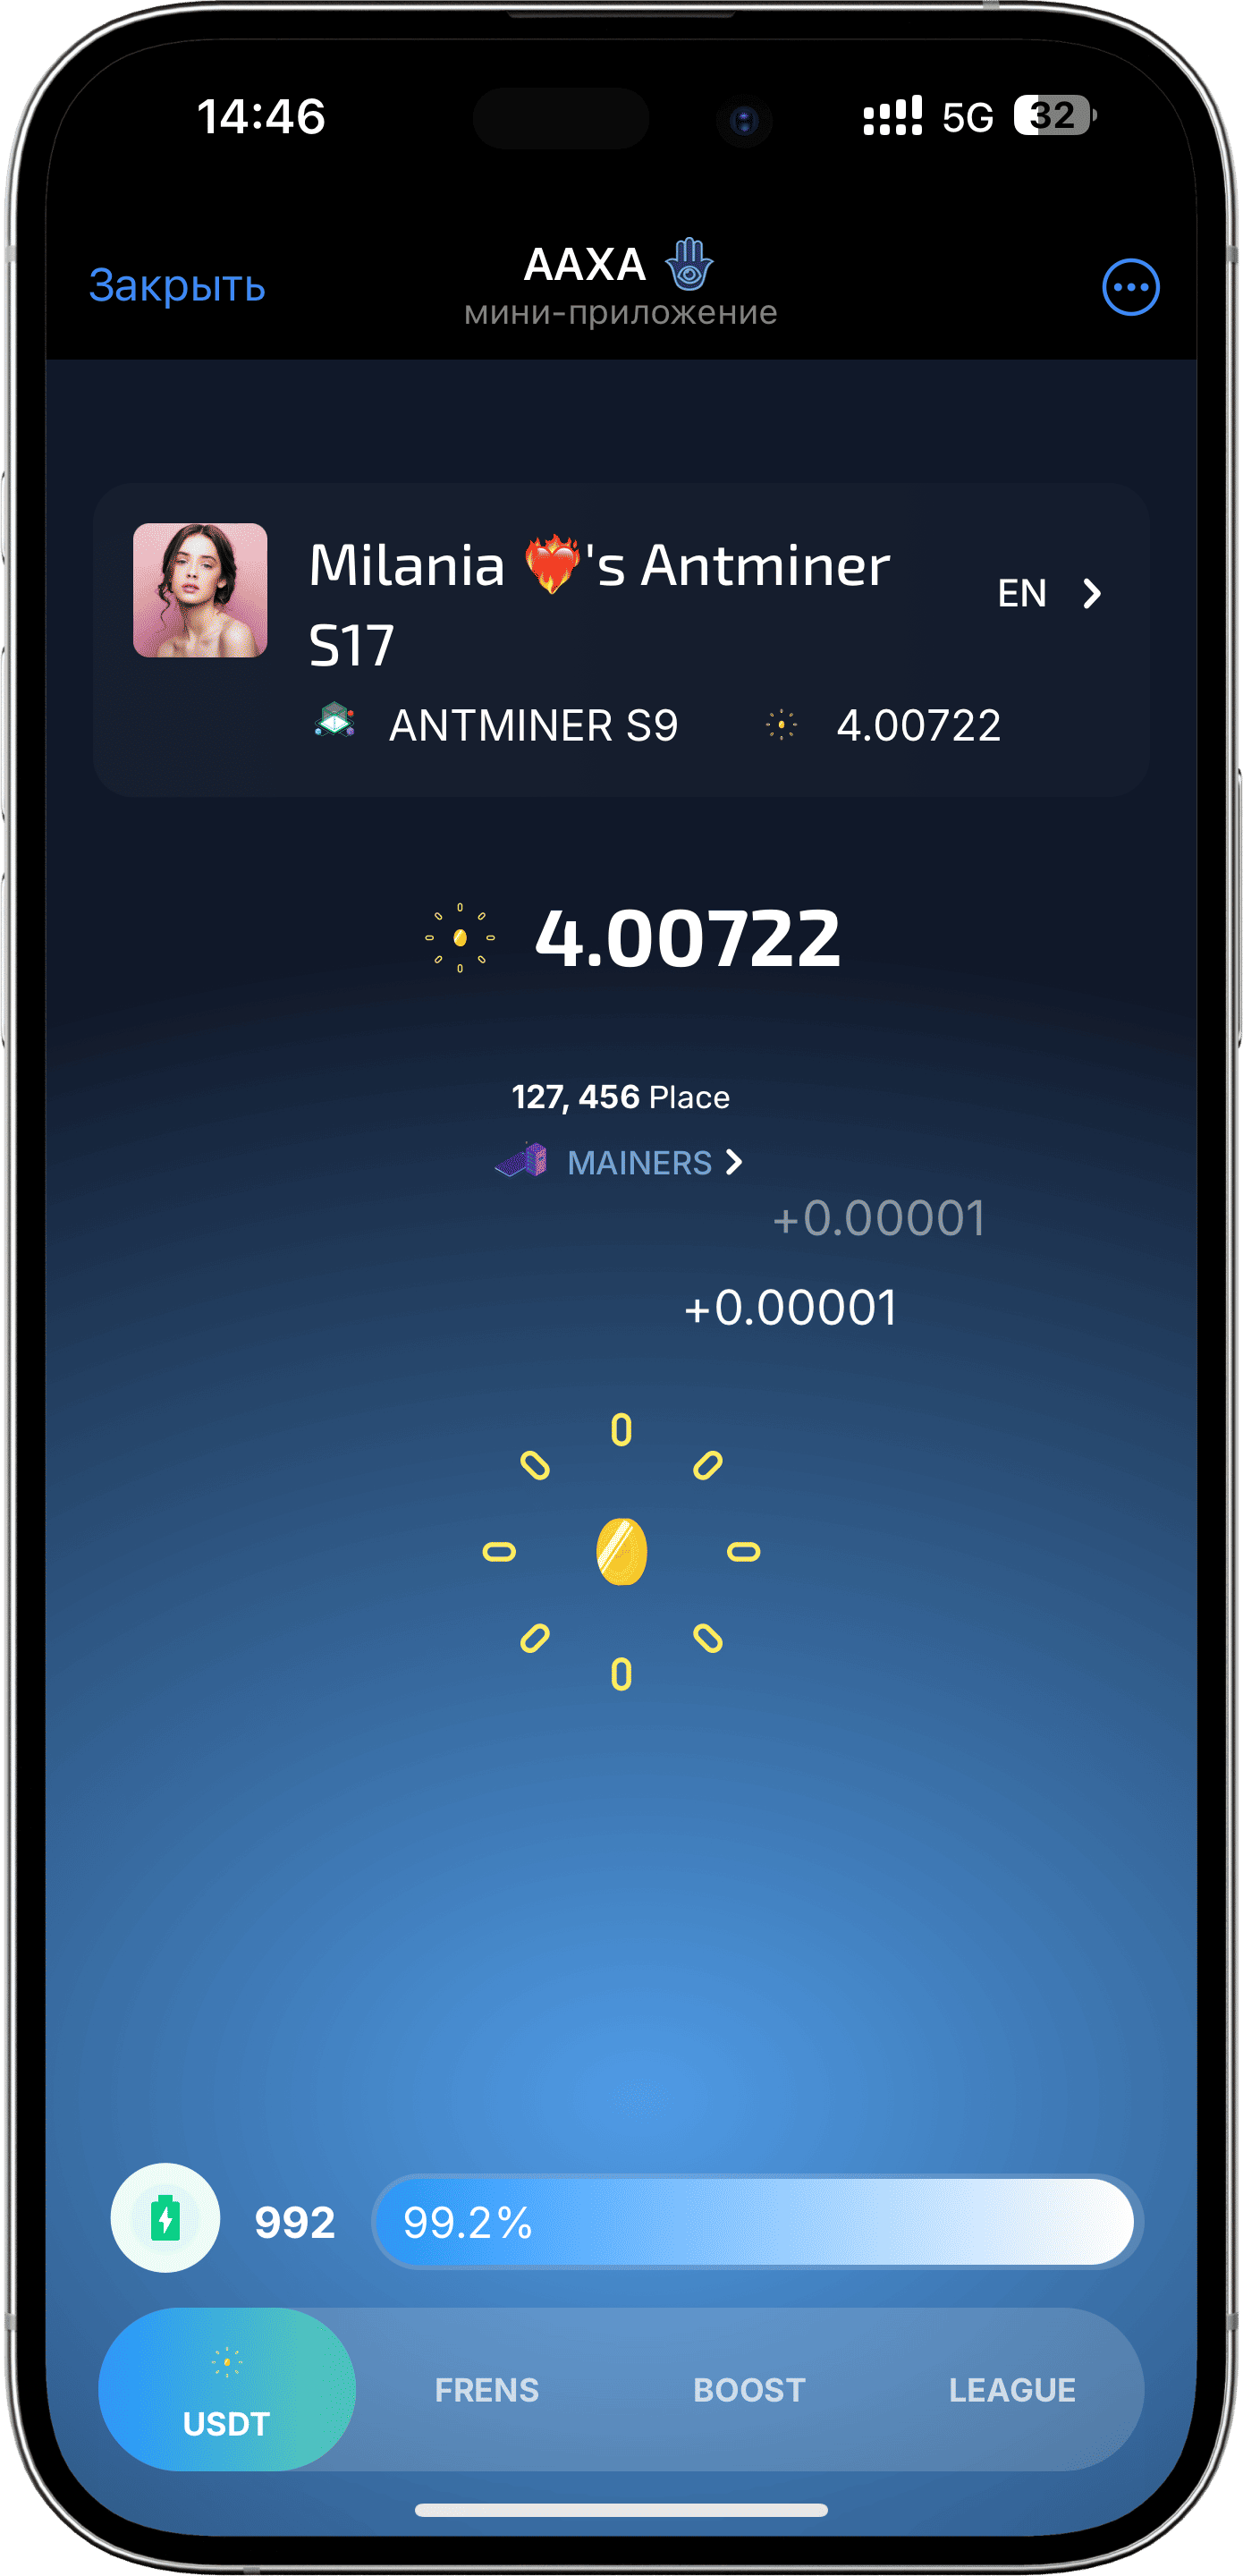 14:46
5G 32
Закрыть
AAXA 🪬
мини-приложение
Milania ❤️‍🔥's Antminer
S17
EN
ANTMINER S9 4.00722
4.00722
127, 456 Place
MAINERS
+0.00001
+0.00001
992 99.2%
USDT FRENS BOOST LEAGUE